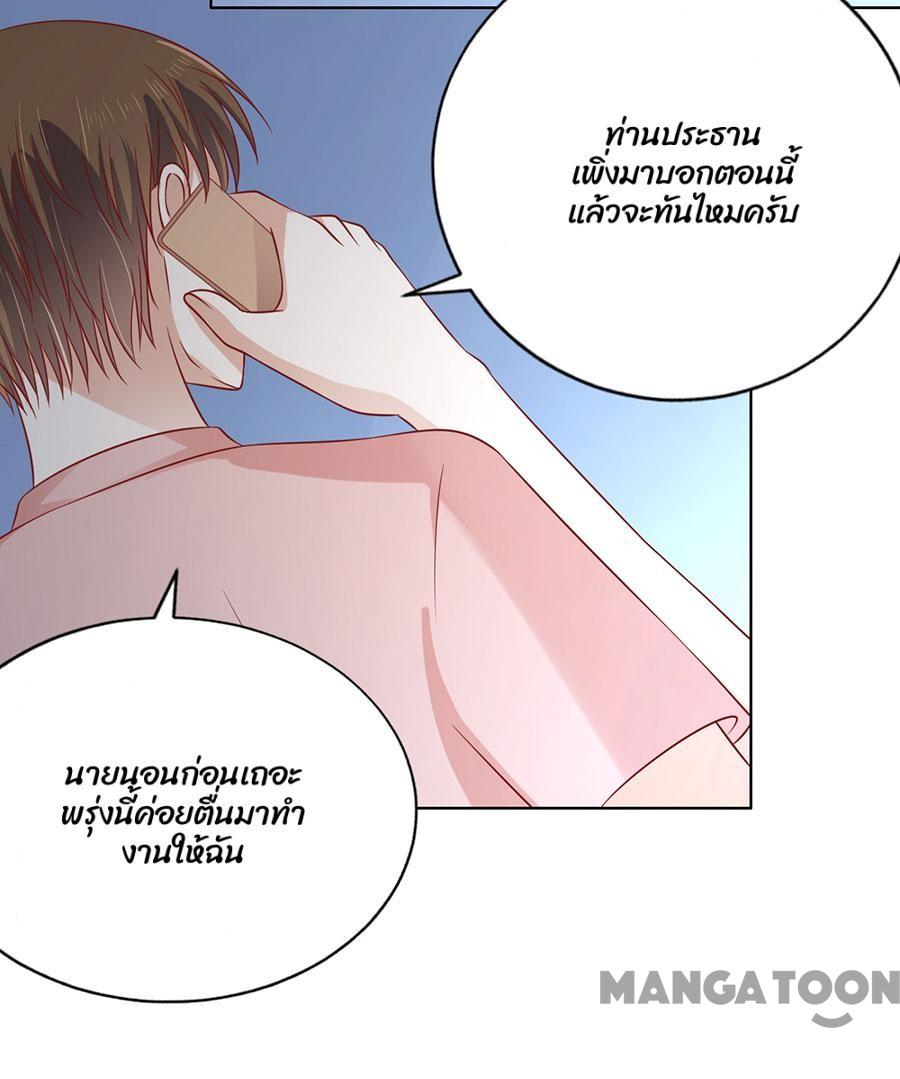 ท่านประธาน
เพิ่งมาบอกตอนนี้
แล้วจะทันไหมครับ
นายนอนก่อนเถอะ
พรุ่งนี้ค่อยตื่นมาทำ
งานให้ฉัน
MANGATOON